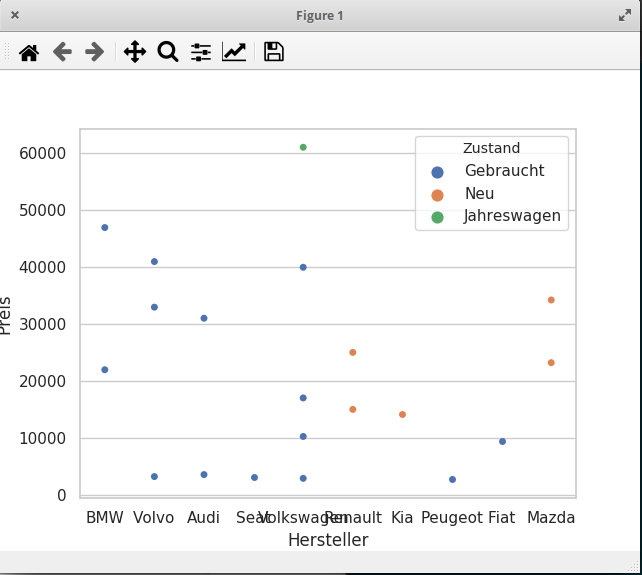 Figure 1
Zustand
Gebraucht
Neu
Jahreswagen
60000
50000
40000
30000
20000
10000
0
Preis
BMW Volvo Audi Seat Volkswagen Renault Kia Peugeot Fiat Mazda
Hersteller